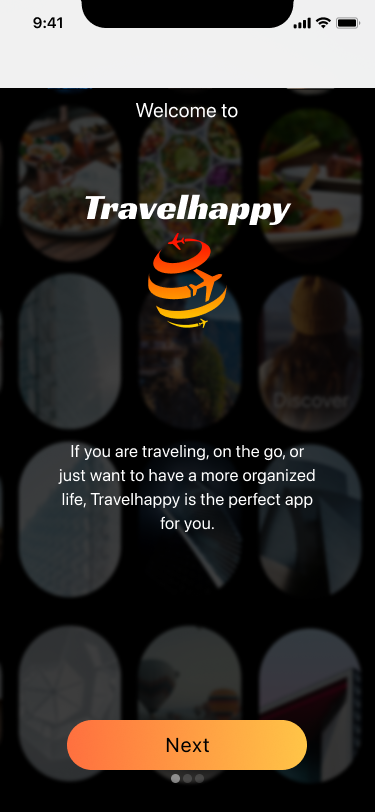 9:41
Welcome to
Travelhappy
Discover
If you are traveling, on the go, or
just want to have a more organized
life, Travelhappy is the perfect app
for you.
Next